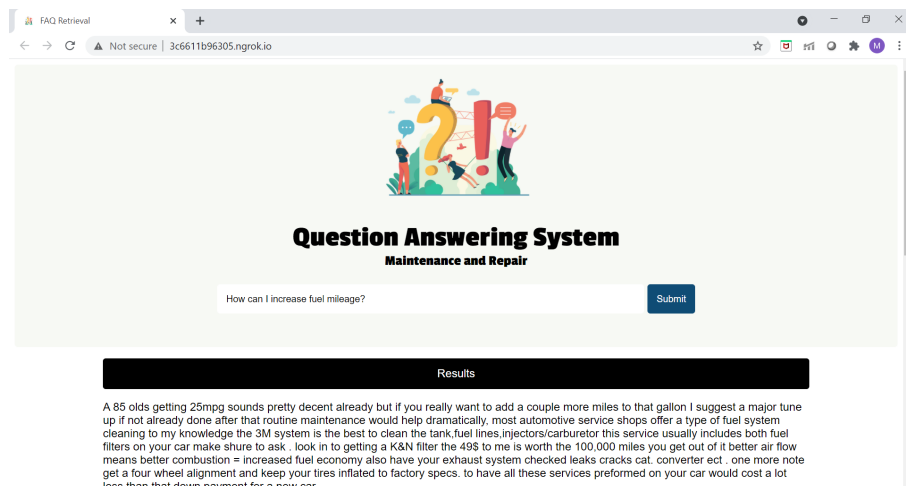 FAQ Retrieval
Not secure | 3c6611b96305.ngrok.io
M
?!
Question Answering System
Maintenance and Repair
How can I increase fuel mileage?
Submit
Results
A 85 olds getting 25mpg sounds pretty decent already but if you really want to add a couple more miles to that gallon I suggest a major tune
up if not already done after that routine maintenance would help dramatically, most automotive service shops offer a type of fuel system
cleaning to my knowledge the 3M system is the best to clean the tank,fuel lines,injectors/carburetor this service usually includes both fuel
filters on your car make shure to ask . look in to getting a K&N filter the 49$ to me is worth the 100,000 miles you get out of it better air flow
means better combustion = increased fuel economy also have your exhaust system checked leaks cracks cat. converter ect . one more note
get a four wheel alignment and keep your tires inflated to factory specs. to have all these services preformed on your car would cost a lot
less than that down payment for a new car